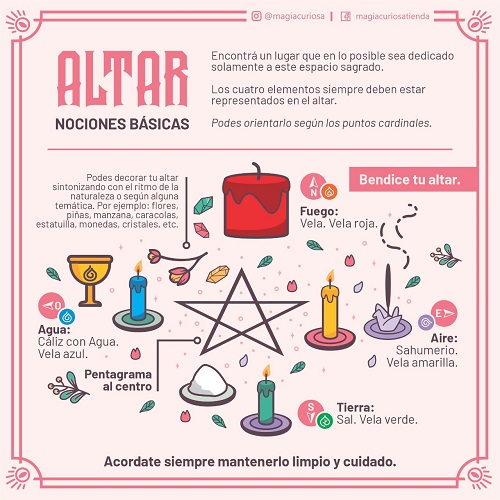 @magiacuriosa | magiacuriosatienda
ALTAR
NOCIONES BÁSICAS
Encontrá un lugar que en lo posible sea dedicado
solamente a este espacio sagrado.
Los cuatro elementos siempre deben estar
representados en el altar.
Podes orientarlo según los puntos cardinales.
Podes decorar tu altar
sintonizando con el ritmo de la
naturaleza o según alguna
temática. Por ejemplo: flores,
piñas, manzana, caracolas,
estatuilla, monedas, cristales, etc.
Bendice tu altar.
N
Fuego:
Vela. Vela roja.
O
Agua:
Cáliz con Agua.
Vela azul.
E
Aire:
Sahumerio.
Vela amarilla.
Pentagrama
al centro
S
Tierra:
Sal. Vela verde.
Acordate siempre mantenerlo limpio y cuidado.